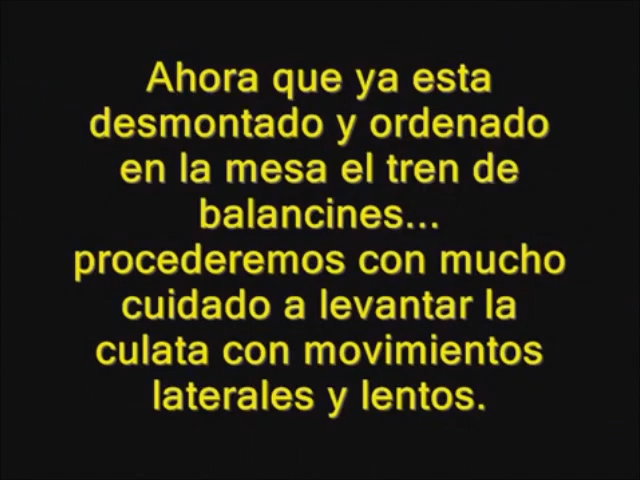 Ahora que ya esta
desmontado y ordenado
en la mesa el tren de
balancines...
procederemos con mucho
cuidado a levantar la
culata con movimientos
laterales y lentos.